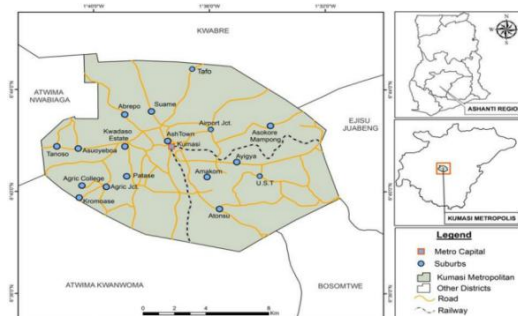 KWABRE
ATWIMA
NWABIAGA
EJISU
JUABENG
ATWIMA KWANWOMA
BOSOMTWE
Tafo
Suame
Abrepo
Airport Jct.
Asokore
Mampong
AshTown
Kumasi
Kwadaso
Estate
Tanoso
Asuoyeboa
Ayigya
U.S.T
Amakom
Patase
Agric College
Agric Jct.
Kromoase
Atonsu
0 2 4 8
Km
ASHANTI REGION
KUMASI METROPOLIS
Legend
Metro Capital
Suburbs
Kumasi Metropolitan
Other Districts
Road
Railway